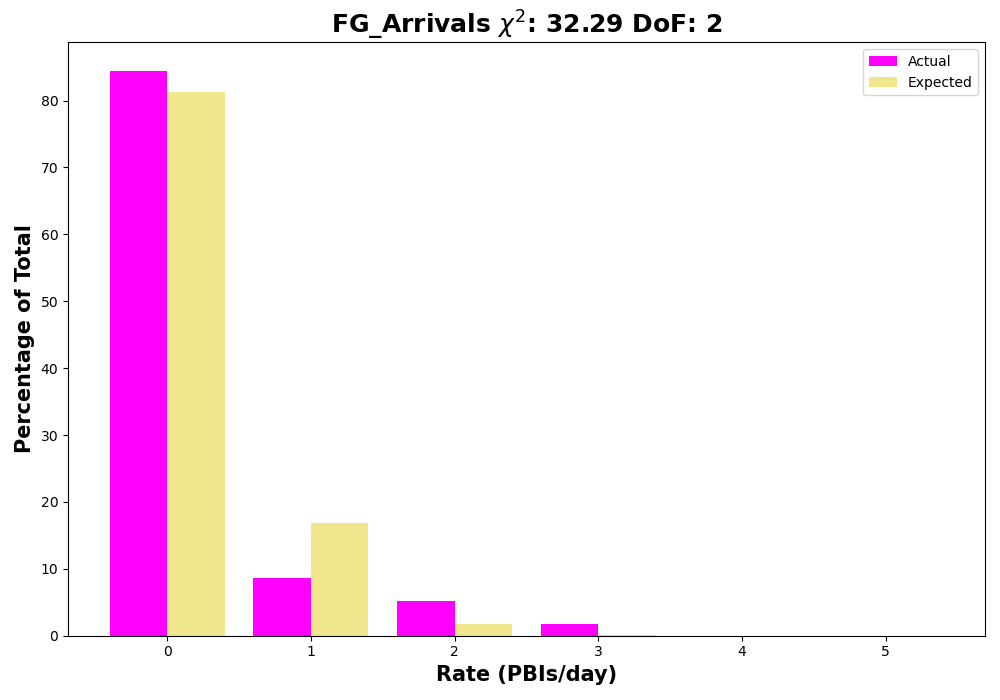 FG_Arrivals χ²: 32.29 DoF: 2
Actual
Expected
Percentage of Total
80
70
60
50
40
30
20
10
0
0 1 2 3 4 5
Rate (PBIs/day)